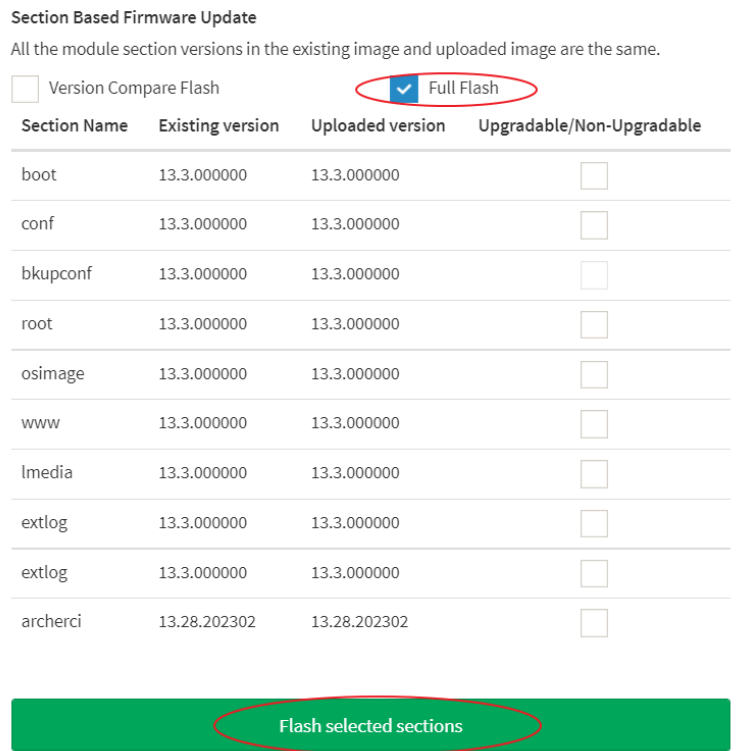 Section Based Firmware Update
All the module section versions in the existing image and uploaded image are the same.
Version Compare Flash Full Flash
Section Name Existing version Uploaded version Upgradable/Non-Upgradable
boot 13.3.000000 13.3.000000
conf 13.3.000000 13.3.000000
bkupconf 13.3.000000 13.3.000000
root 13.3.000000 13.3.000000
osimage 13.3.000000 13.3.000000
www 13.3.000000 13.3.000000
lmedia 13.3.000000 13.3.000000
extlog 13.3.000000 13.3.000000
extlog 13.3.000000 13.3.000000
archerci 13.28.202302 13.28.202302
Flash selected sections